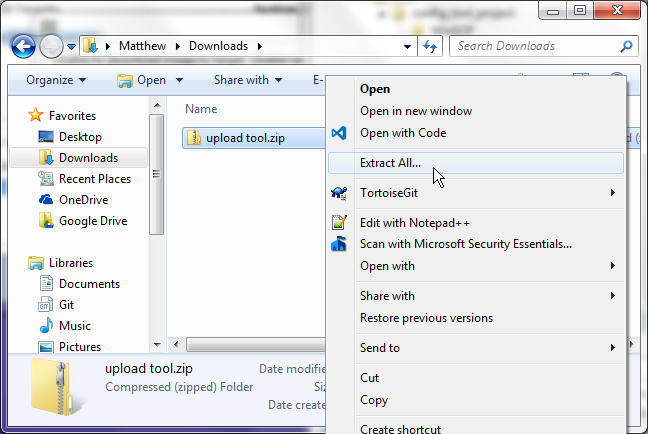 Matthew Downloads
Search Downloads
Organize Open Share with E-
Favorites
Desktop
Downloads
Recent Places
OneDrive
Google Drive
Libraries
Documents
Git
Music
Pictures
Name
upload tool.zip
Open
Open in new window
Open with Code
Extract All...
TortoiseGit
Edit with Notepad++
Scan with Microsoft Security Essentials...
Open with
Share with
Restore previous versions
Send to
Cut
Copy
Create shortcut
upload tool.zip
Date modifie
Compressed (zipped) Folder
Si
Date create